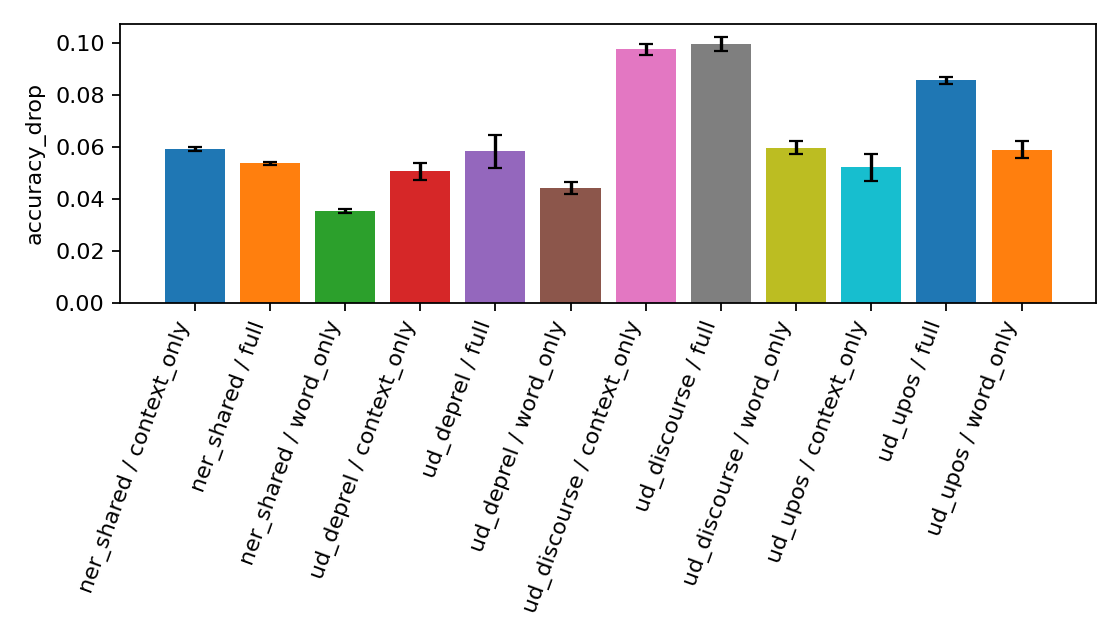 accuracy_drop
0.10
0.08
0.06
0.04
0.02
0.00
ner_shared / context_only
ner_shared / full
ner_shared / word_only
ud_deprel / context_only
ud_deprel / full
ud_deprel / word_only
ud_discourse / context_only
ud_discourse / full
ud_discourse / word_only
ud_upos / context_only
ud_upos / full
ud_upos / word_only